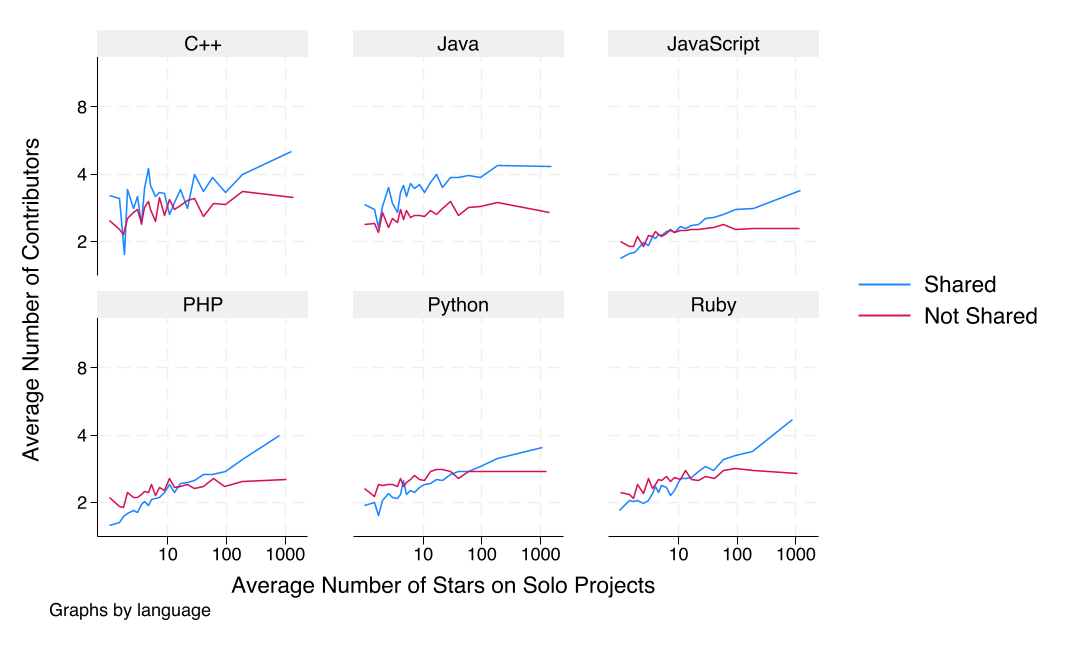 C++ Java JavaScript
8
4
2
PHP Python Ruby
8
4
2
10 100 1000 10 100 1000 10 100 1000
Average Number of Contributors
Average Number of Stars on Solo Projects
Graphs by language
Shared
Not Shared